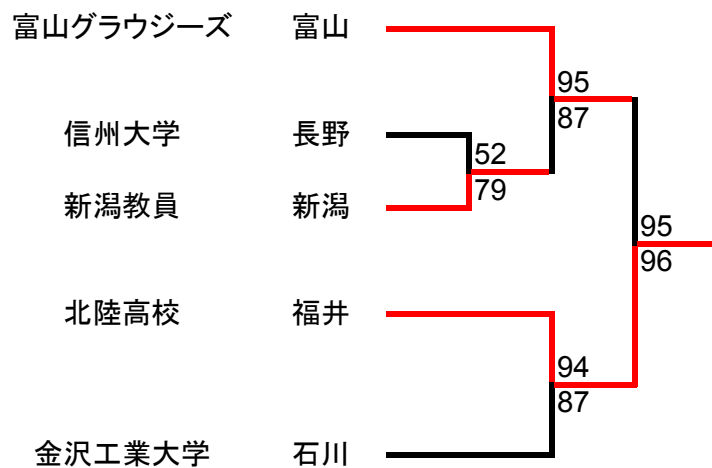 富山グラウジーズ 富山
95
87
信州大学 長野
52
79
新潟教員 新潟
95
96
北陸高校 福井
94
87
金沢工業大学 石川